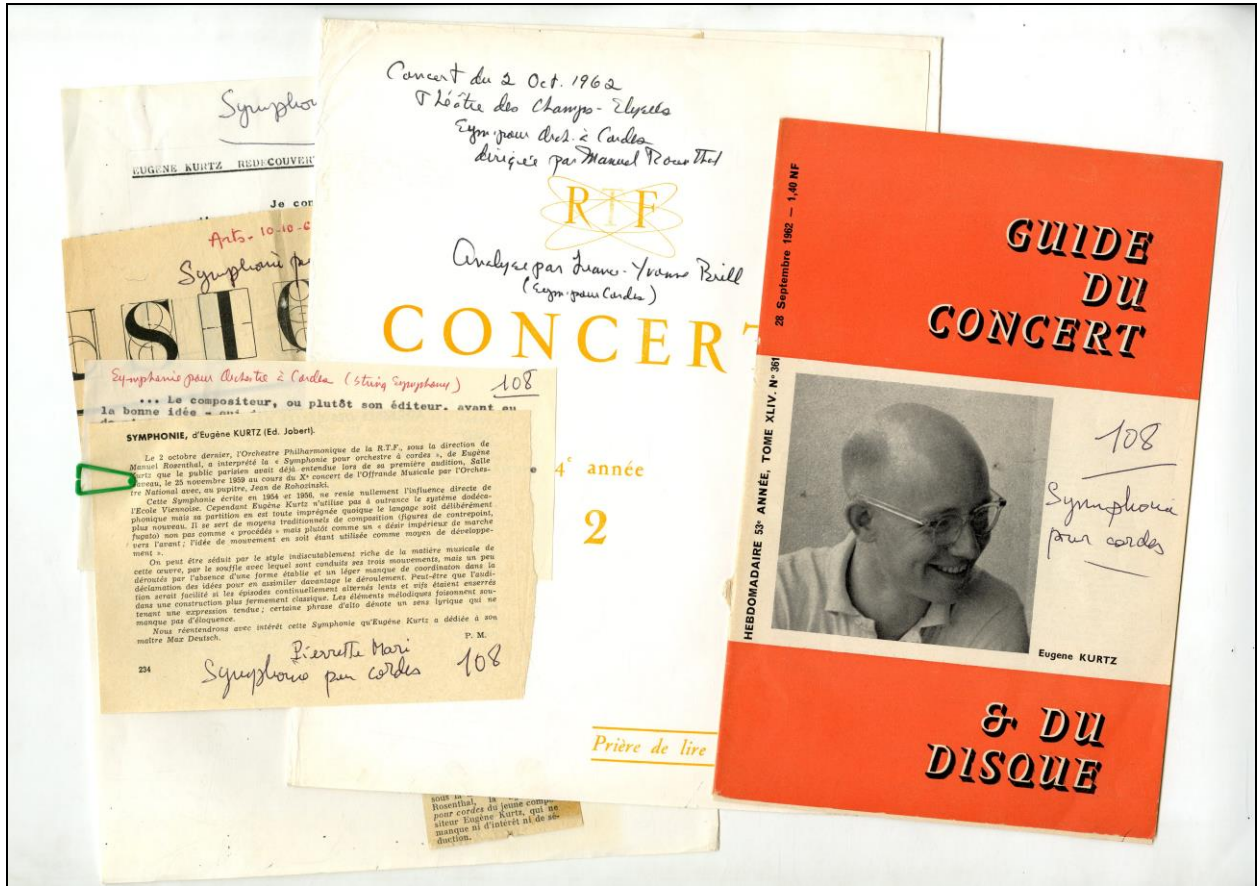 Symphon
EUGENE KURTZ REDECOUVER
Je con
Arts - 10-10-6
Symphonie p
USIQ
Symphonie pour Orchestre à Cordes (String Symphony) 108
... Le compositeur, ou plutôt son éditeur, ayant eu
la bonne idée
SYMPHONIE, d'Eugène KURTZ (Ed. Jobert).
Le 2 octobre dernier, l'Orchestre Philharmonique de la R.T.F., sous la direction de
Manuel Rosenthal, a interprété la « Symphonie pour orchestre à cordes », de Eugène
Kurtz que le public parisien avait déjà entendue lors de sa première audition, Salle
Gaveau, le 25 novembre 1959 au cours du Xe concert de l'Offrande Musicale par l'Orches-
tre National avec, au pupitre, Jean de Rohozinski.
Cette Symphonie écrite en 1954 et 1956, ne renie nullement l'influence directe de
l'Ecole Viennoise. Cependant Eugène Kurtz n'utilise pas à outrance le système dodéca-
phonique mais sa partition en est toute imprégnée quoique le langage soit délibérément
plus nouveau. Il se sert de moyens traditionnels de composition (figures de contrepoint,
fugato) non pas comme « procédés » mais plutôt comme un « désir impérieux de marche
vers l'avant ; l'idée de mouvement en soit étant utilisée comme moyen de développe-
ment ».
On peut être séduit par le style indiscutablement riche de la matière musicale de
cette œuvre, par le souffle avec lequel sont conduits ses trois mouvements, mais un peu
déroutés par l'absence d'une forme établie et un léger manque de coordination dans la
déclamation des idées pour en assimiler davantage le déroulement. Peut-être que l'audi-
tion serait facilité si les épisodes continuellement alternés lents et vifs étaient enserrés
dans une construction plus fermement classique. Les éléments mélodiques foisonnent sou-
tenant une expression tendue ; certaine phrase d'alto dénote un sens lyrique qui ne
manque pas d'éloquence.
Nous réentendrons avec intérêt cette Symphonie qu'Eugène Kurtz a dédiée à son
maître Max Deutsch.
P. M.
234
Pierrette Mari
Symphonie pour cordes 108
Rosenthal, la
pour cordes du jeune compo-
siteur Eugène Kurtz, qui ne
manque ni d'intérêt ni de sé-
duction.
Concert du 2 Oct. 1962
Théâtre des Champs-Elysées
Sym. pour Orch. à Cordes
dirigée par Manuel Rosenthal
RTF
Analyse par France-Yvonne Brill
(Sym. pour Cordes)
CONCERT
4e année
2
Prière de lire
HEBDOMADAIRE 53e ANNÉE, TOME XLIV. N° 361 28 Septembre 1962 — 1,40 NF
GUIDE
DU
CONCERT
108
Symphonie
pour cordes
Eugene KURTZ
& DU
DISQUE